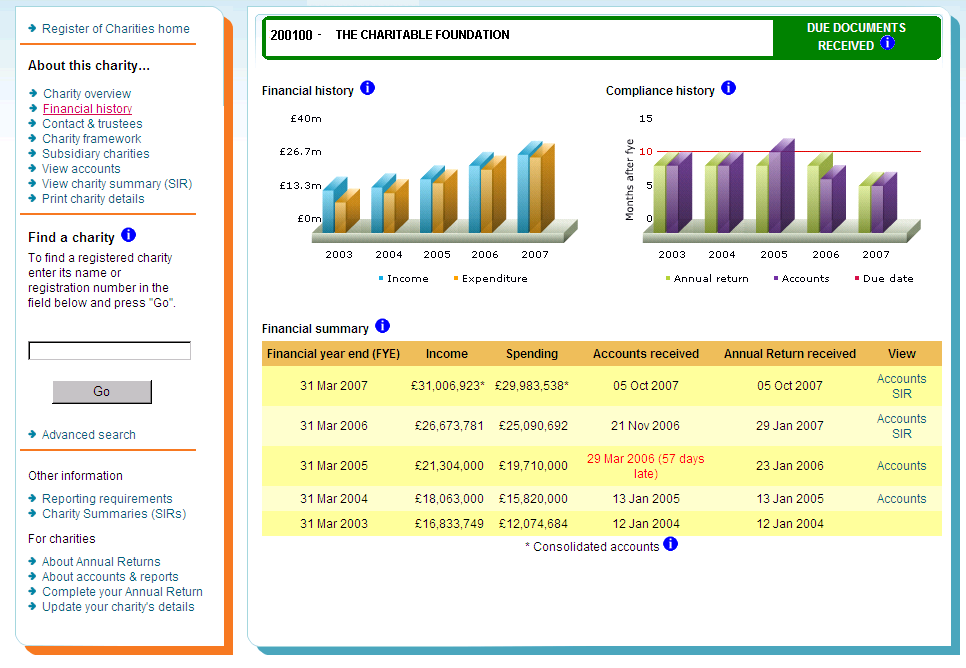 Register of Charities home
About this charity...
Charity overview
Financial history
Contact & trustees
Charity framework
Subsidiary charities
View accounts
View charity summary (SIR)
Print charity details
Find a charity i
To find a registered charity
enter its name or
registration number in the
field below and press "Go".
Go
Advanced search
Other information
Reporting requirements
Charity Summaries (SIRs)
For charities
About Annual Returns
About accounts & reports
Complete your Annual Return
Update your charity's details
200100 - THE CHARITABLE FOUNDATION
DUE DOCUMENTS
RECEIVED i
Financial history i
£40m
£26.7m
£13.3m
£0m
2003 2004 2005 2006 2007
Income Expenditure
Compliance history i
Months after fye
15
10
5
0
2003 2004 2005 2006 2007
Annual return Accounts Due date
Financial summary i
Financial year end (FYE) Income Spending Accounts received Annual Return received View
31 Mar 2007 £31,006,923* £29,983,538* 05 Oct 2007 05 Oct 2007 Accounts
SIR
31 Mar 2006 £26,673,781 £25,090,692 21 Nov 2006 29 Jan 2007 Accounts
SIR
31 Mar 2005 £21,304,000 £19,710,000 29 Mar 2006 (57 days
late) 23 Jan 2006 Accounts
31 Mar 2004 £18,063,000 £15,820,000 13 Jan 2005 13 Jan 2005 Accounts
31 Mar 2003 £16,833,749 £12,074,684 12 Jan 2004 12 Jan 2004
* Consolidated accounts i